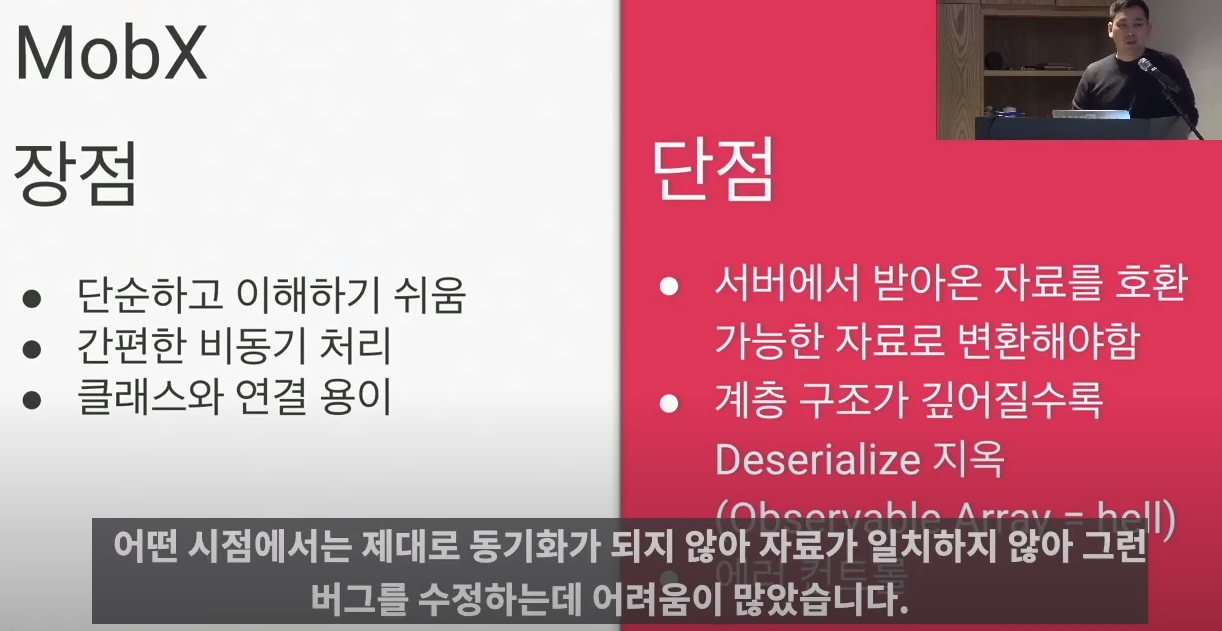 MobX
장점
단순하고 이해하기 쉬움
간편한 비동기 처리
클래스와 연결 용이
단점
서버에서 받아온 자료를 호환
가능한 자료로 변환해야함
계층 구조가 깊어질수록
Deserialize 지옥
(Observable Array = hell)
에러 컨트롤
어떤 시점에서는 제대로 동기화가 되지 않아 자료가 일치하지 않아 그런
버그를 수정하는데 어려움이 많았습니다.